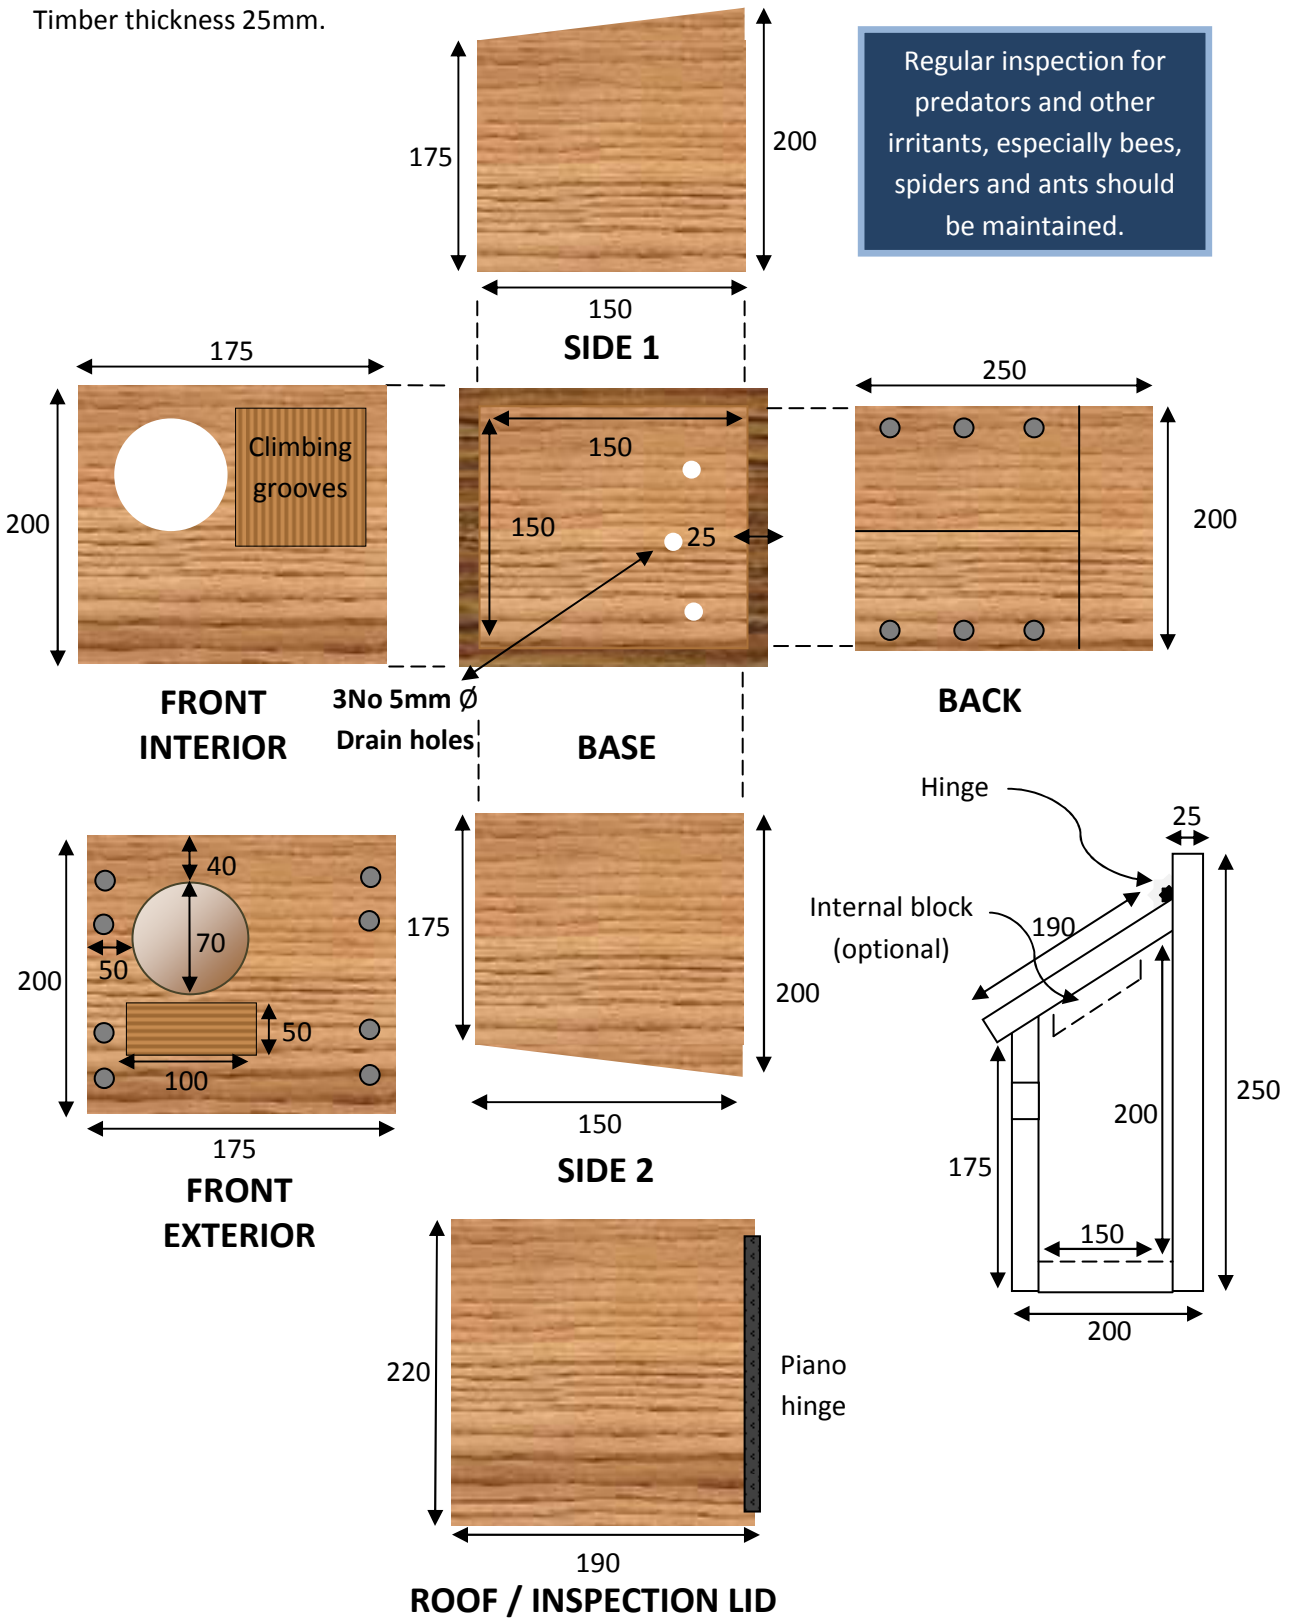 Timber thickness 25mm.
Regular inspection for
predators and other
irritants, especially bees,
spiders and ants should
be maintained.
175
200
150
SIDE 1
175
200
Climbing
grooves
FRONT
INTERIOR
150
150
25
3No 5mm Ø
Drain holes
BASE
250
200
BACK
40
70
50
200
50
100
175
FRONT
EXTERIOR
175
200
150
SIDE 2
Hinge
25
Internal block
(optional)
190
200
250
175
150
200
220
Piano
hinge
190
ROOF / INSPECTION LID